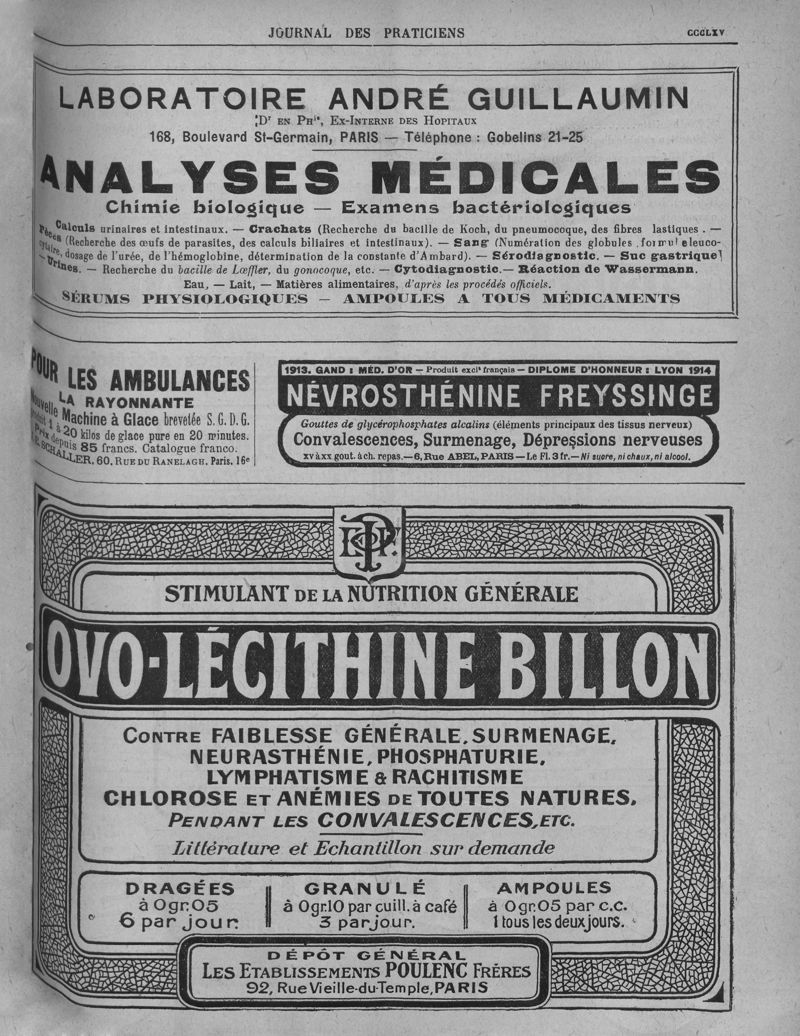 JOURNAL DES PRATICIENS
CCCLXV
LABORATOIRE ANDRÉ GUILLAUMIN
Dr EN Phie, EX-INTERNE DES HOPITAUX
168, Boulevard St-Germain, PARIS — Téléphone : Gobelins 21-25
ANALYSES MÉDICALES
Chimie biologique — Examens bactériologiques
Calculs urinaires et intestinaux. — Crachats (Recherche du bacille de Koch, du pneumocoque, des fibres lastiques . —
Fèces (Recherche des œufs de parasites, des calculs biliaires et intestinaux). — Sang (Numération des globules, formul eleuco-
cytaire, dosage de l'urée, de l'hémoglobine, détermination de la constante d'Ambard). — Sérodiagnostic. — Suc gastrique
— Urines. — Recherche du bacille de Lœffler, du gonocoque, etc. — Cytodiagnostic. — Réaction de Wassermann.
Eau, — Lait, — Matières alimentaires, d'après les procédés officiels.
SÉRUMS PHYSIOLOGIQUES — AMPOULES A TOUS MÉDICAMENTS
POUR LES AMBULANCES
LA RAYONNANTE
Nouvelle Machine à Glace brevetée S.G.D.G.
Produit 1 à 20 kilos de glace pure en 20 minutes.
Prix depuis 85 francs. Catalogue franco.
SCHALLER, 60, RUE DU RANELAGH, Paris, 16e
1913. GAND : MÉD. D'OR — Produit exclt français — DIPLOME D'HONNEUR : LYON 1914
NÉVROSTHÉNINE FREYSSINGE
Gouttes de glycérophosphates alcalins (éléments principaux des tissus nerveux)
Convalescences, Surmenage, Dépressions nerveuses
XV à XX gout. à ch. repas. — 6, Rue ABEL, PARIS — Le Fl. 3 fr. — Ni sucre, ni chaux, ni alcool.
STIMULANT DE LA NUTRITION GÉNÉRALE
OVO-LÉCITHINE BILLON
CONTRE FAIBLESSE GÉNÉRALE, SURMENAGE,
NEURASTHÉNIE, PHOSPHATURIE,
LYMPHATISME & RACHITISME
CHLOROSE ET ANÉMIES DE TOUTES NATURES,
PENDANT LES CONVALESCENCES, ETC.
Littérature et Echantillon sur demande
DRAGÉES
à 0gr.05
6 par jour.
GRANULÉ
à 0gr.10 par cuill. à café
3 par jour.
AMPOULES
à 0gr.05 par c.c.
1 tous les deux jours.
DÉPÔT GÉNÉRAL
LES ETABLISSEMENTS POULENC FRÈRES
92, Rue Vieille-du-Temple, PARIS